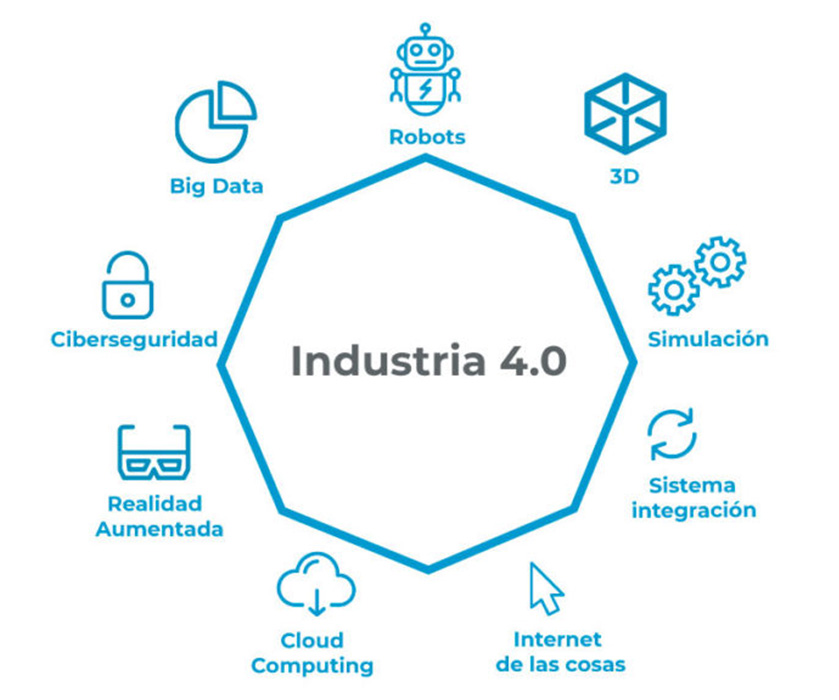 Robots
3D
Big Data
Simulación
Ciberseguridad
Industria 4.0
Sistema
integración
Realidad
Aumentada
Internet
de las cosas
Cloud
Computing